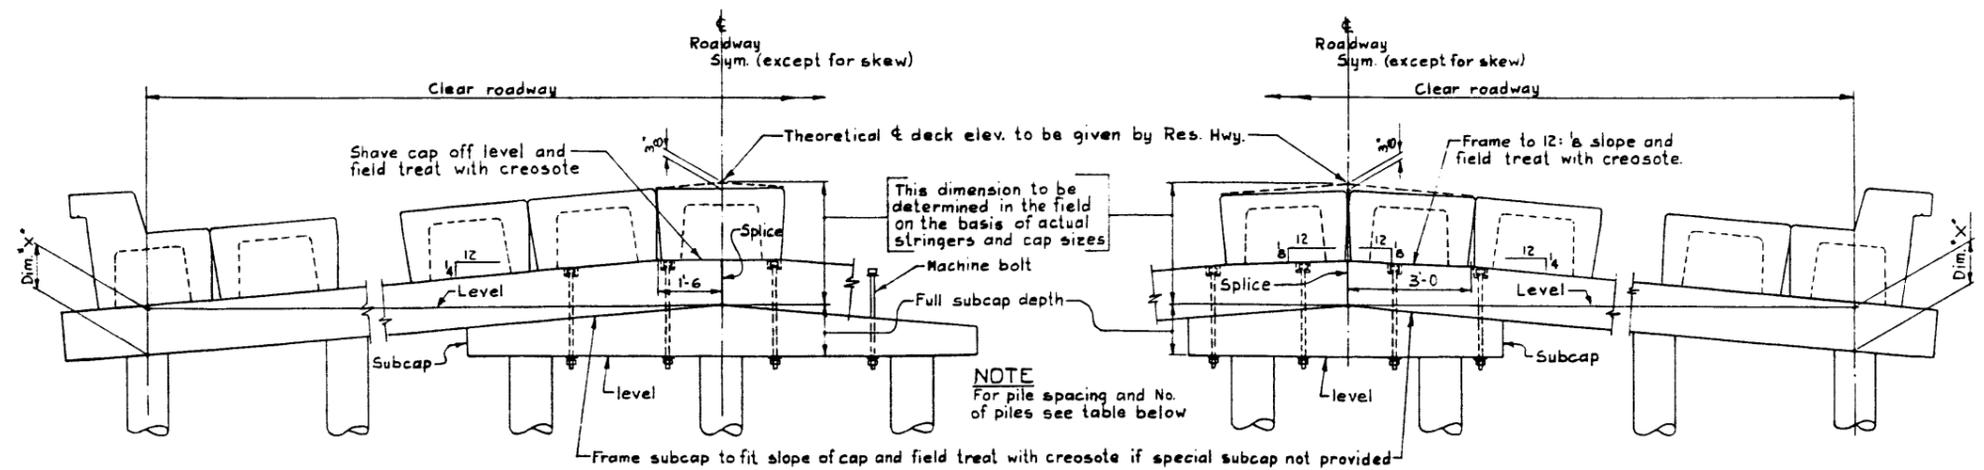 ℄
Roadway
Sym. (except for skew)
℄
Roadway
Sym. (except for skew)
Clear roadway
Clear roadway
Theoretical ℄ deck elev. to be given by Res. Hwy.
3/8"
3/8"
Shave cap off level and
field treat with creosote
Frame to 12: 1/8 slope and
field treat with creosote.
This dimension to be
determined in the field
on the basis of actual
stringers and cap sizes
Dim. "X"
Dim. "X"
Splice
12
1/4
12
1/8
12
1/8
12
1/4
Machine bolt
Level
1'-6
Splice
3'-0
Level
Full subcap depth
Subcap
Subcap
level
level
NOTE
For pile spacing and No.
of piles see table below
Frame subcap to fit slope of cap and field treat with creosote if special subcap not provided